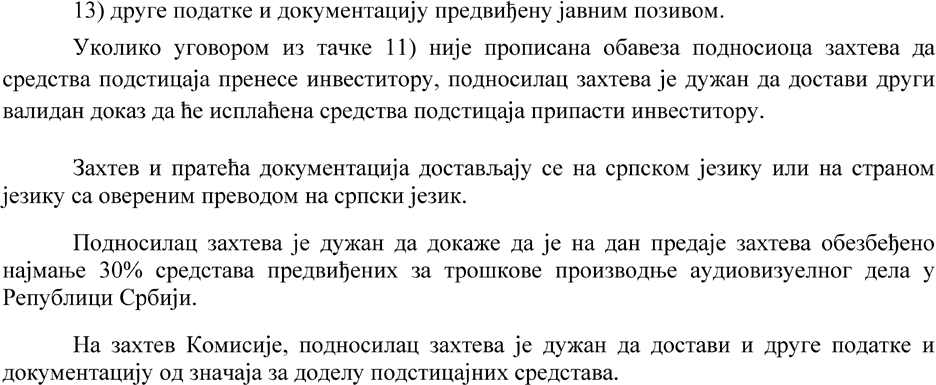 13) друге податке и документацију предвиђену јавним позивом.
Уколико уговором из тачке 11) није прописана обавеза подносиоца захтева да
средства подстицаја пренесе инвеститору, подносилац захтева је дужан да достави други
валидан доказ да ће исплаћена средства подстицаја припасти инвеститору.
Захтев и пратећа документација достављају се на српском језику или на страном
језику са овереним преводом на српски језик.
Подносилац захтева је дужан да докаже да је на дан предаје захтева обезбеђено
најмање 30% средстава предвиђених за трошкове производње аудиовизуелног дела у
Републици Србији.
На захтев Комисије, подносилац захтева је дужан да достави и друге податке и
документацију од значаја за доделу подстицајних средстава.